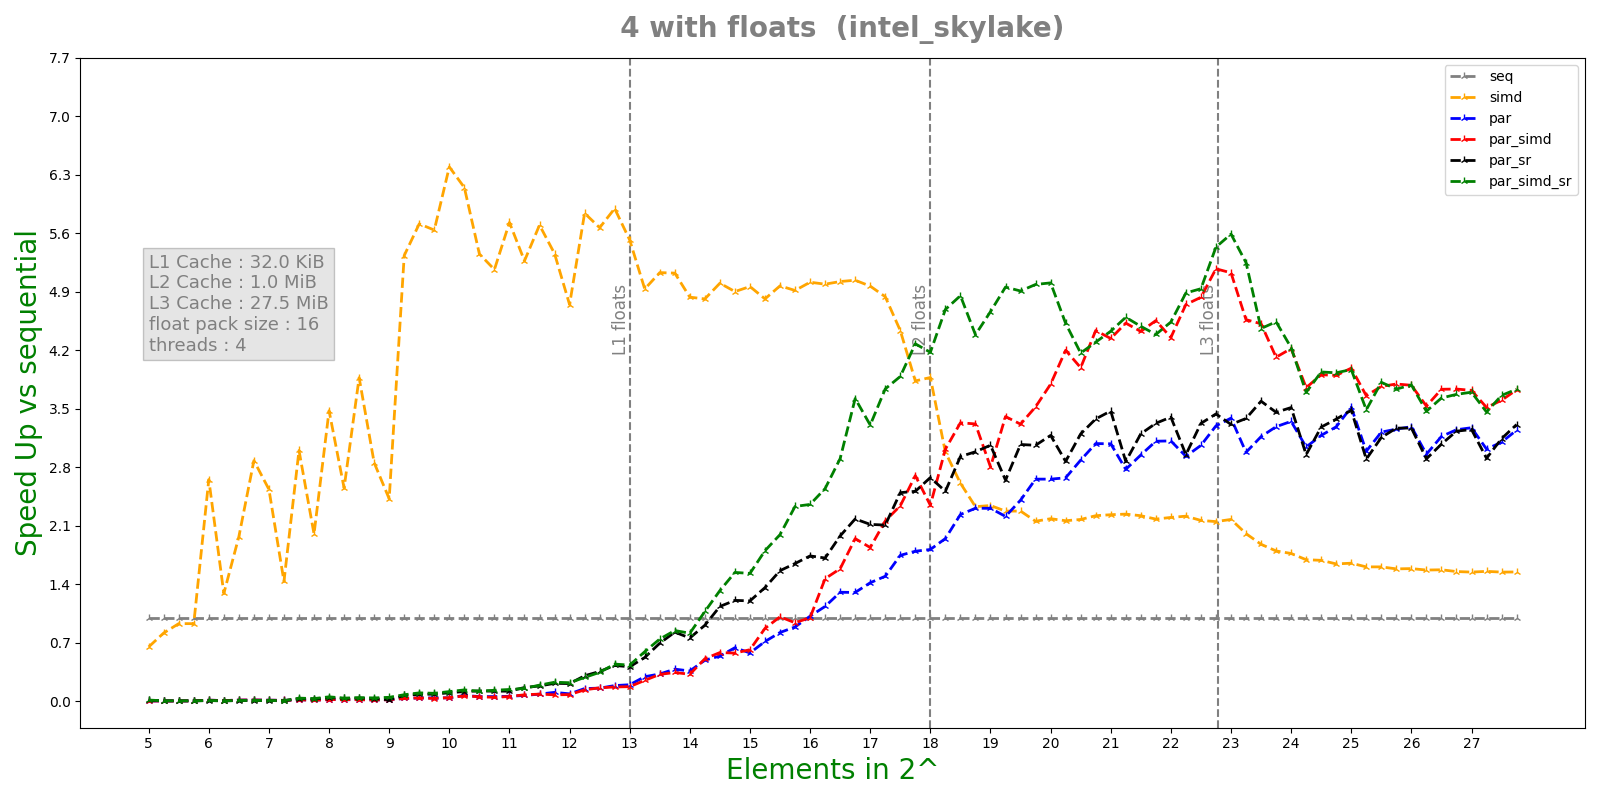 4 with floats (intel_skylake)
7.7
7.0
6.3
5.6
4.9
4.2
3.5
2.8
2.1
1.4
0.7
0.0
Speed Up vs sequential
L1 Cache : 32.0 KiB
L2 Cache : 1.0 MiB
L3 Cache : 27.5 MiB
float pack size : 16
threads : 4
L1 floats
L2 floats
L3 floats
seq
simd
par
par_simd
par_sr
par_simd_sr
5 6 7 8 9 10 11 12 13 14 15 16 17 18 19 20 21 22 23 24 25 26 27
Elements in 2^